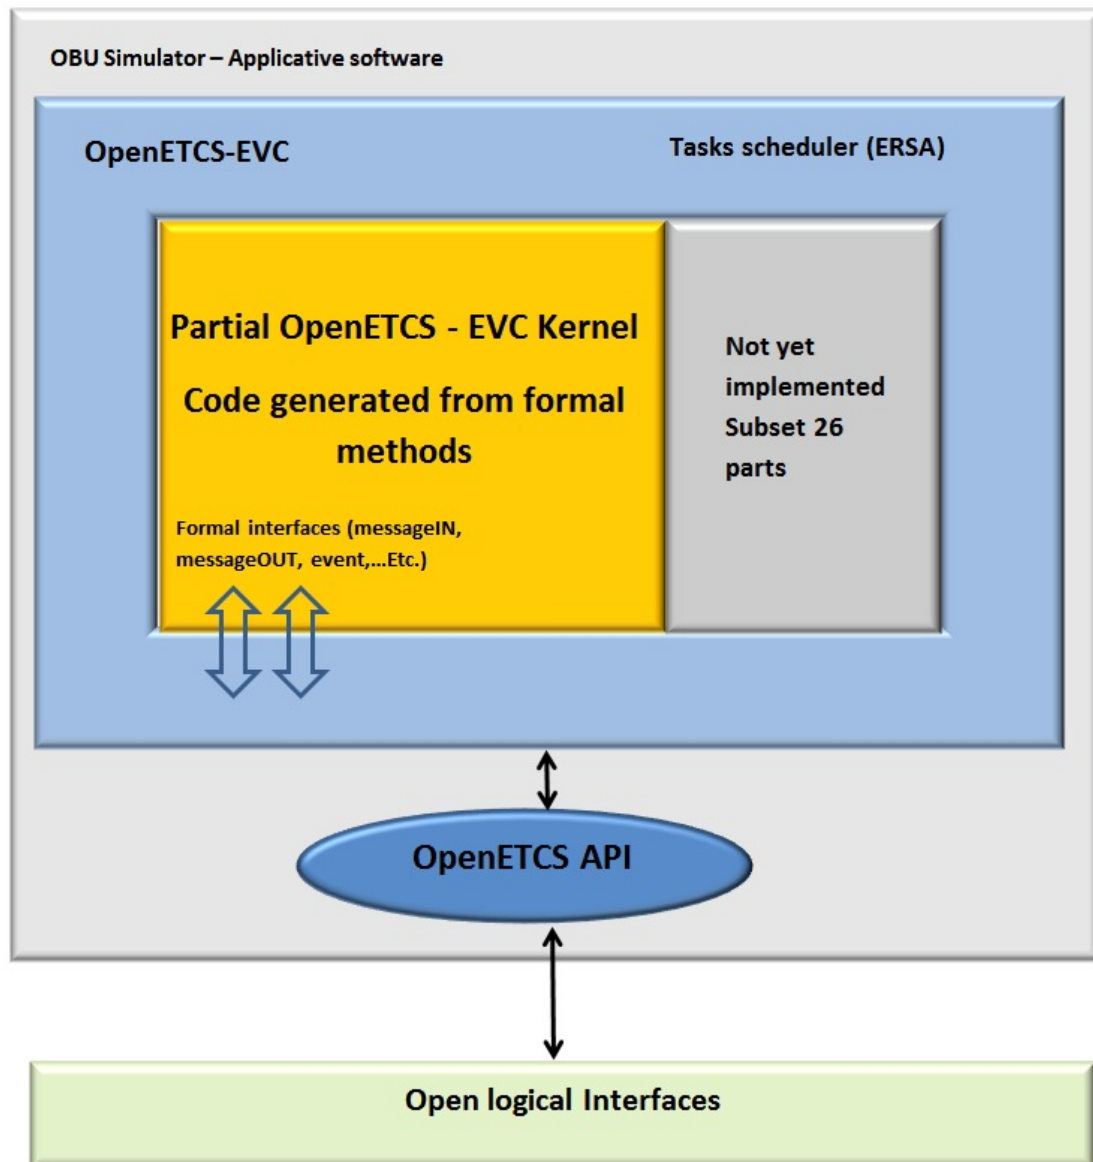 OBU Simulator – Applicative software
OpenETCS-EVC
Tasks scheduler (ERSA)
Partial OpenETCS - EVC Kernel
Code generated from formal
methods
Formal interfaces (messageIN,
messageOUT, event,...Etc.)
Not yet
implemented
Subset 26
parts
OpenETCS API
Open logical Interfaces